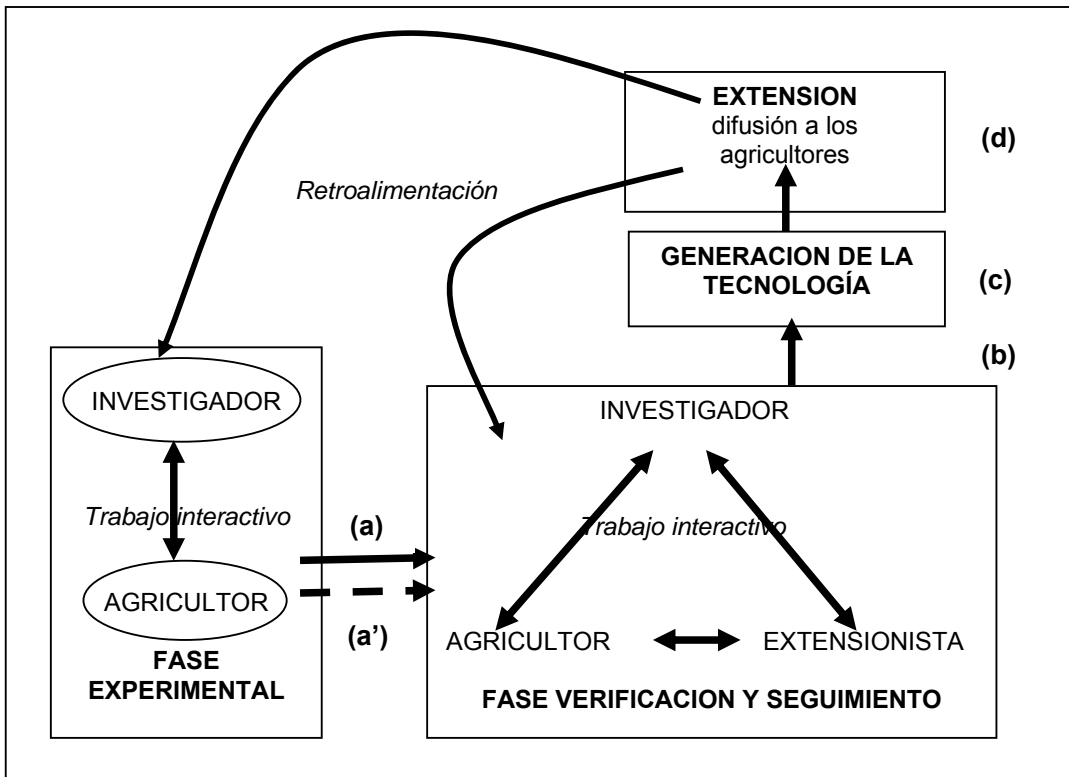 EXTENSION
difusión a los
agricultores
(d)
Retroalimentación
GENERACION DE LA
TECNOLOGÍA
(c)
(b)
INVESTIGADOR
Trabajo interactivo
AGRICULTOR
FASE
EXPERIMENTAL
(a)
(a’)
INVESTIGADOR
Trabajo interactivo
AGRICULTOR
EXTENSIONISTA
FASE VERIFICACION Y SEGUIMIENTO